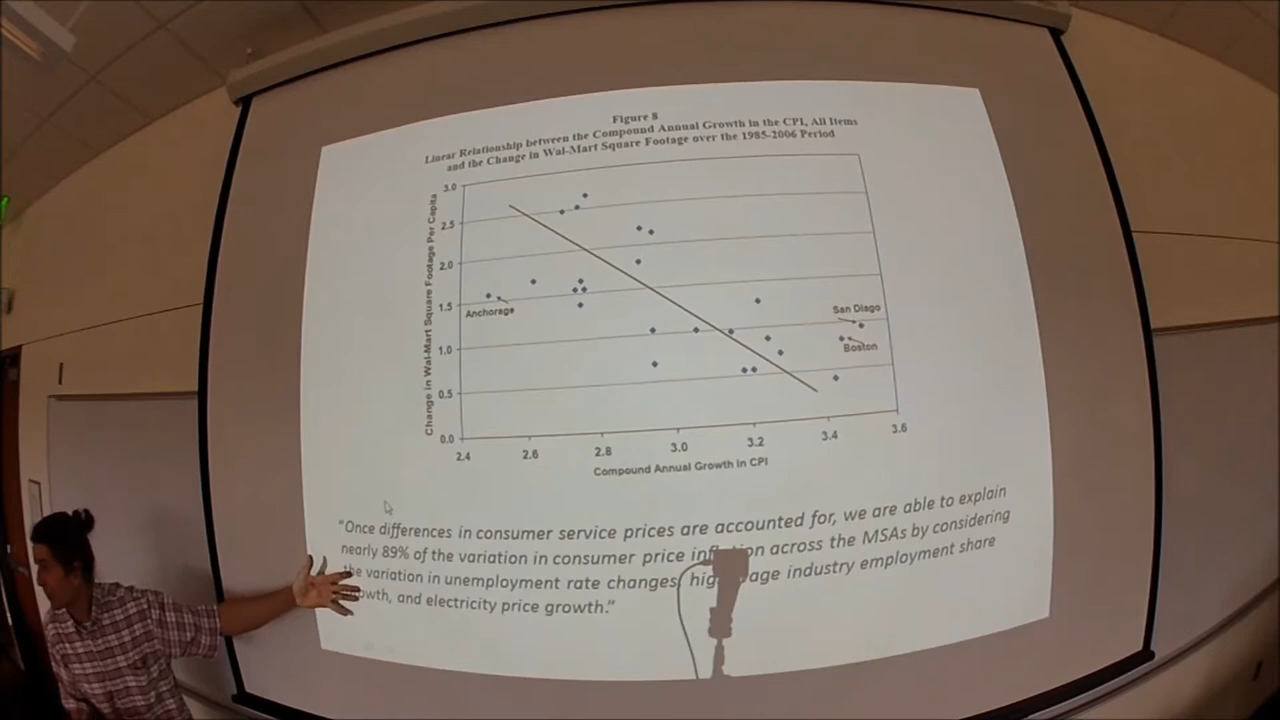 Figure 8
Linear Relationship between the Compound Annual Growth in the CPI, All Items
and the Change in Wal-Mart Square Footage over the 1985-2006 Period
Change in Wal-Mart Square Footage Per Capita
3.0
2.5
2.0
1.5
1.0
0.5
0.0
Anchorage
San Diago
Boston
2.4 2.6 2.8 3.0 3.2 3.4 3.6
Compound Annual Growth in CPI
"Once differences in consumer service prices are accounted for, we are able to explain
nearly 89% of the variation in consumer price across the MSAs by considering
the variation in unemployment rate changes, industry employment share
and electricity price growth."